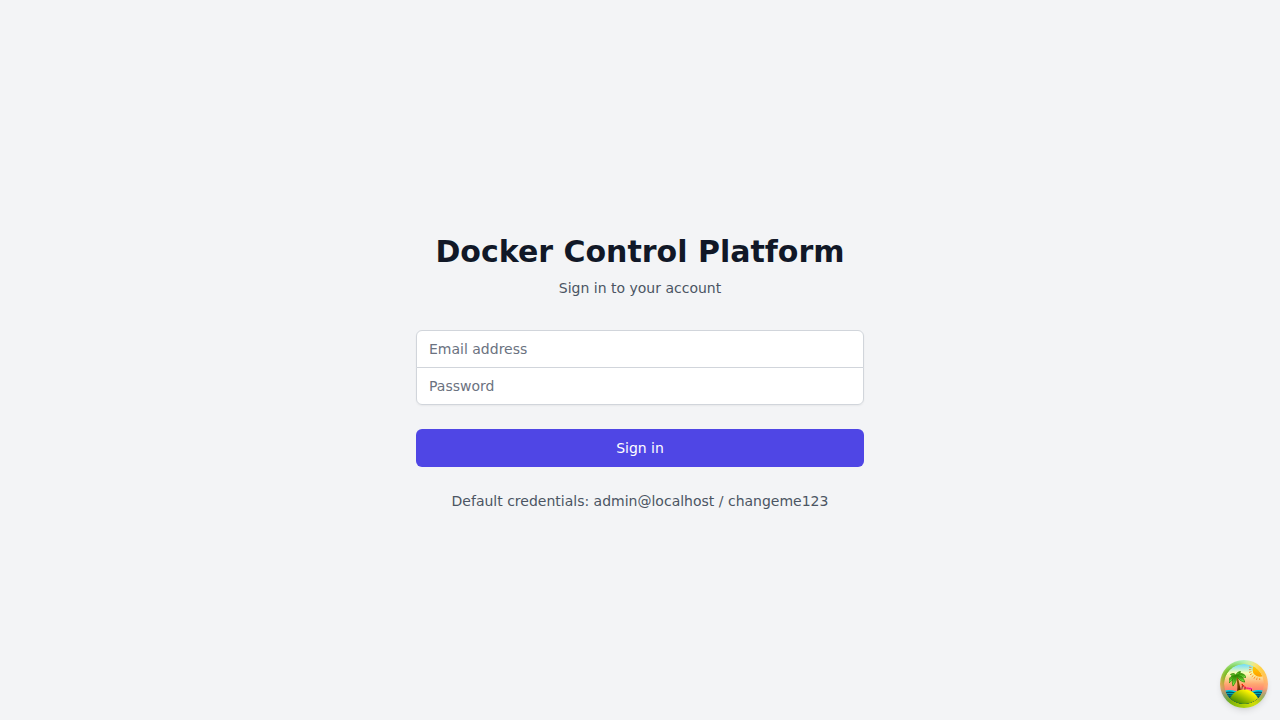 Docker Control Platform
Sign in to your account
Email address
Password
Sign in
Default credentials: admin@localhost / changeme123